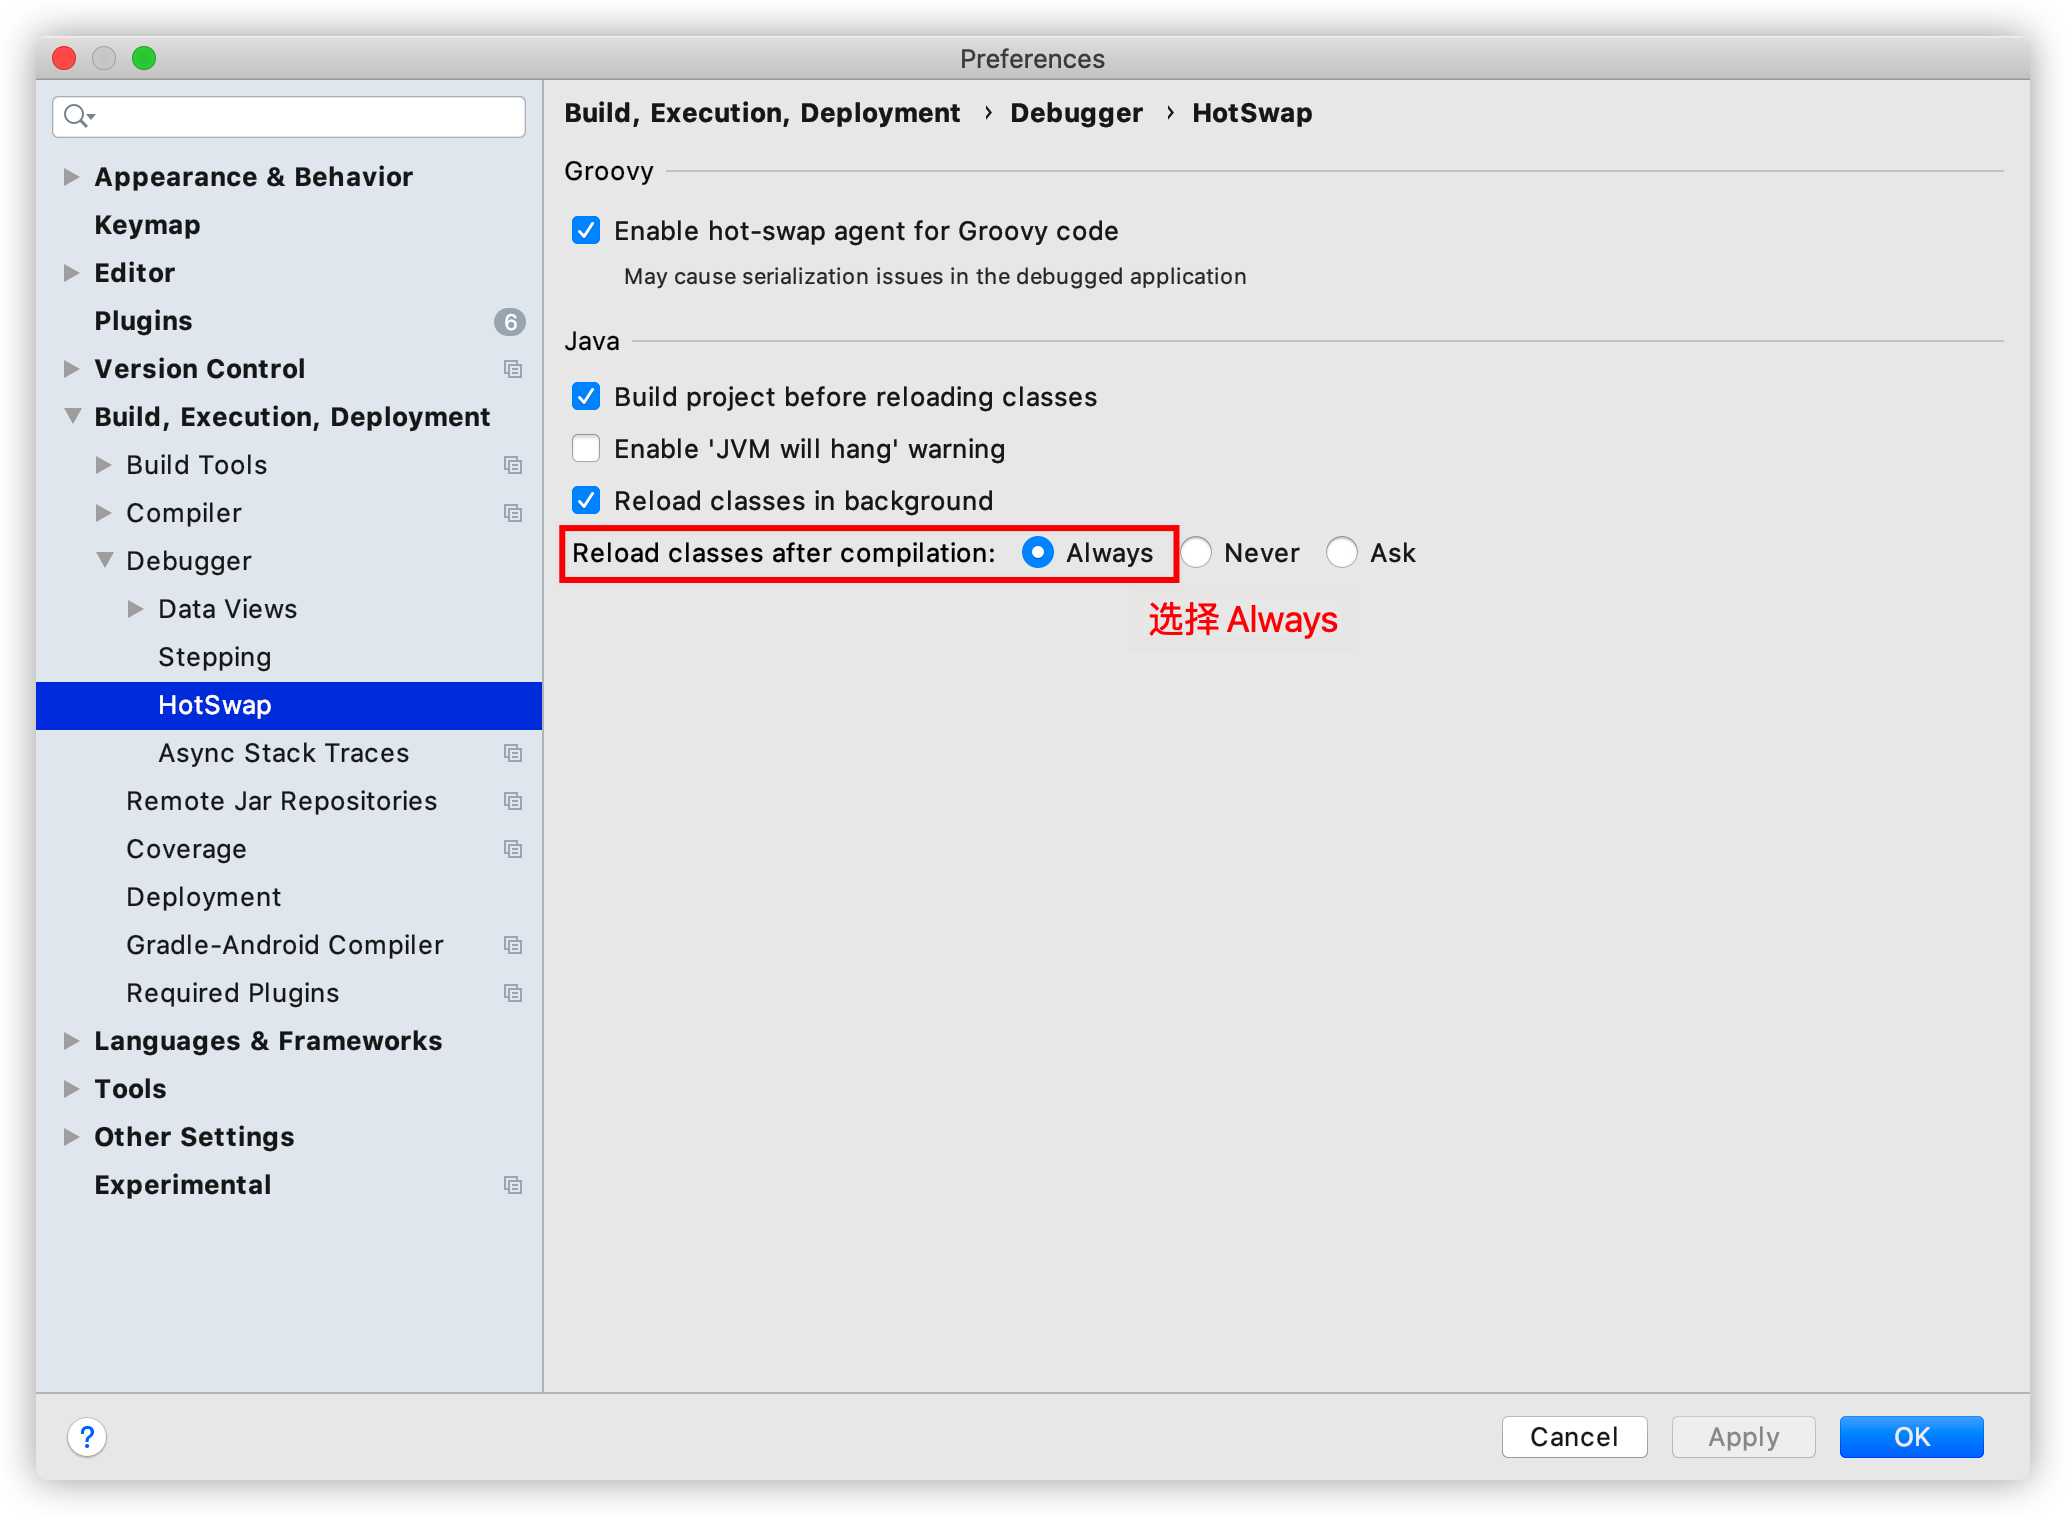 Preferences
Appearance & Behavior
Keymap
Editor
Plugins 6
Version Control
Build, Execution, Deployment
Build Tools
Compiler
Debugger
Data Views
Stepping
HotSwap
Async Stack Traces
Remote Jar Repositories
Coverage
Deployment
Gradle-Android Compiler
Required Plugins
Languages & Frameworks
Tools
Other Settings
Experimental
Build, Execution, Deployment › Debugger › HotSwap
Groovy
Enable hot-swap agent for Groovy code
May cause serialization issues in the debugged application
Java
Build project before reloading classes
Enable 'JVM will hang' warning
Reload classes in background
Reload classes after compilation: Always Never Ask
选择 Always
? Cancel Apply OK